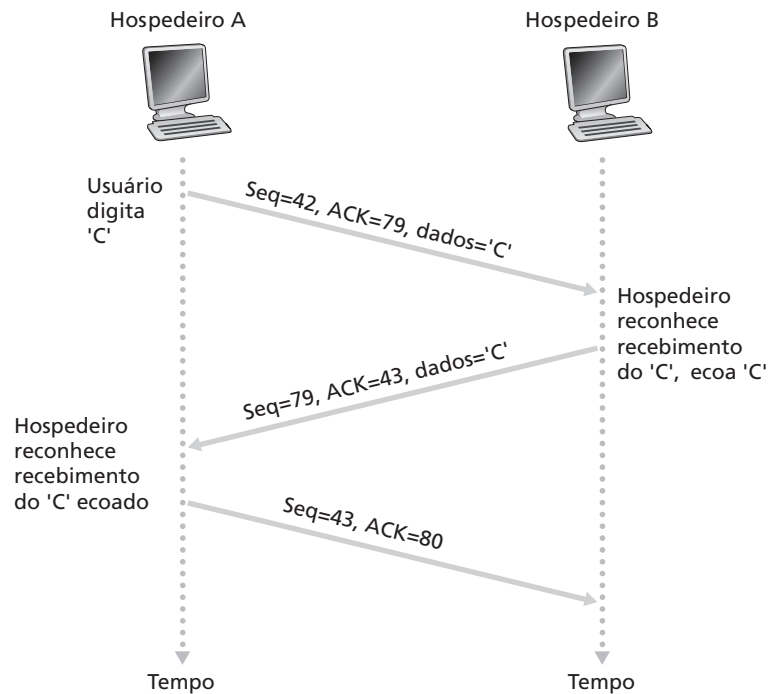 Hospedeiro A
Hospedeiro B
Usuário
digita
'C'
Seq=42, ACK=79, dados='C'
Hospedeiro
reconhece
recebimento
do 'C', ecoa 'C'
Seq=79, ACK=43, dados='C'
Hospedeiro
reconhece
recebimento
do 'C' ecoado
Seq=43, ACK=80
Tempo
Tempo